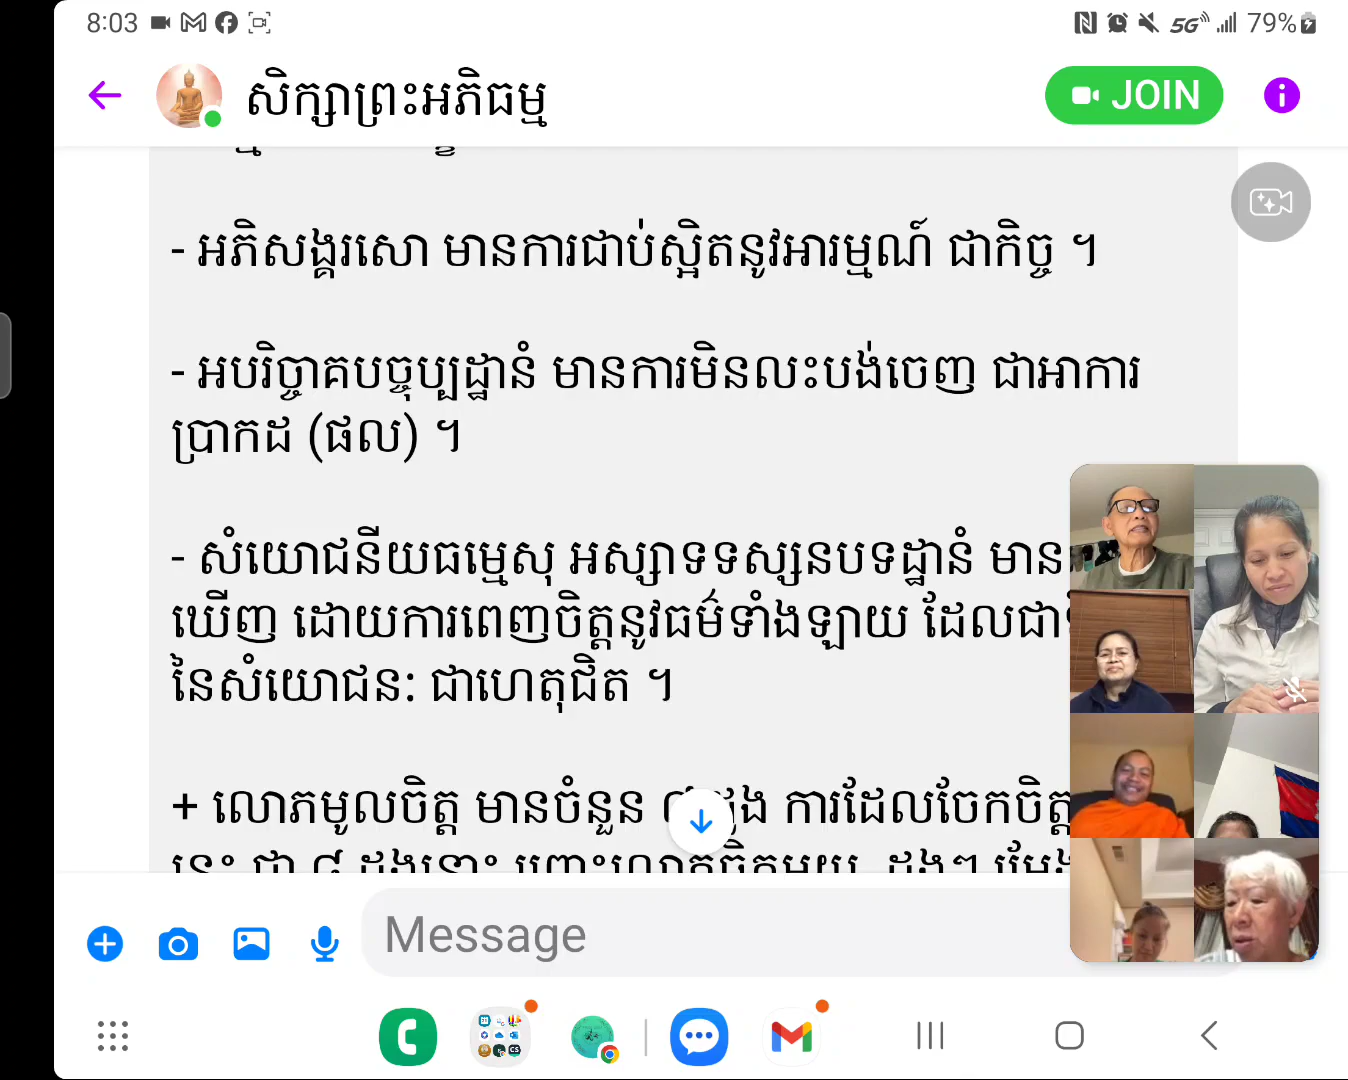 8:03
5G 79%
សិក្សាព្រះអភិធម្ម
JOIN
- អភិសង្គរសោ មានការជាប់ស្អិតនូវអារម្មណ៍ ជាកិច្ច ។
- អបរិច្ចាគបច្ចុប្បដ្ឋានំ មានការមិនលះបង់ចេញ ជាអាការ
ប្រាកដ (ផល) ។
- សំយោជនីយធម្មេសុ អស្សាទទស្សនបទដ្ឋានំ មាន
ឃើញ ដោយការពេញចិត្តនូវធម៌ទាំងឡាយ ដែលជា
នៃសំយោជនៈ ជាហេតុជិត ។
+ លោភមូលចិត្ត មានចំនួន ការដែលចែកចិត្ត
Message